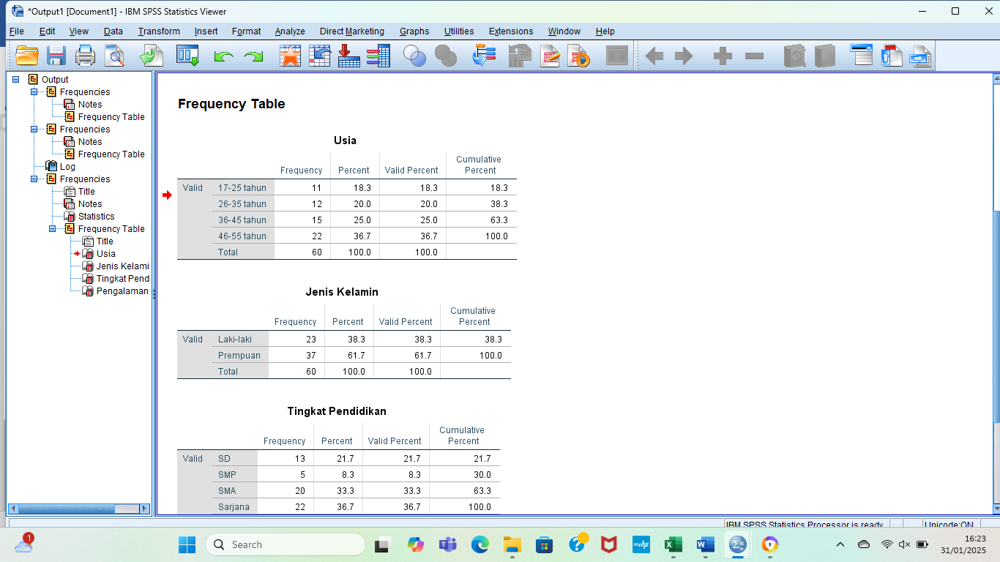 *Output1 [Document1] - IBM SPSS Statistics Viewer
File Edit View Data Transform Insert Format Analyze Direct Marketing Graphs Utilities Extensions Window Help
Output
Frequencies
Notes
Frequency Table
Frequencies
Notes
Frequency Table
Log
Frequencies
Title
Notes
Statistics
Frequency Table
Title
Usia
Jenis Kelami
Tingkat Pend
Pengalaman
Frequency Table
Usia
Frequency Percent Valid Percent Cumulative Percent
Valid 17-25 tahun 11 18.3 18.3 18.3
26-35 tahun 12 20.0 20.0 38.3
36-45 tahun 15 25.0 25.0 63.3
46-55 tahun 22 36.7 36.7 100.0
Total 60 100.0 100.0
Jenis Kelamin
Frequency Percent Valid Percent Cumulative Percent
Valid Laki-laki 23 38.3 38.3 38.3
Prempuan 37 61.7 61.7 100.0
Total 60 100.0 100.0
Tingkat Pendidikan
Frequency Percent Valid Percent Cumulative Percent
Valid SD 13 21.7 21.7 21.7
SMP 5 8.3 8.3 30.0
SMA 20 33.3 33.3 63.3
Sarjana 22 36.7 36.7 100.0
IBM SPSS Statistics Processor is ready Unicode:ON
1
Search
myhp
16:23
31/01/2025